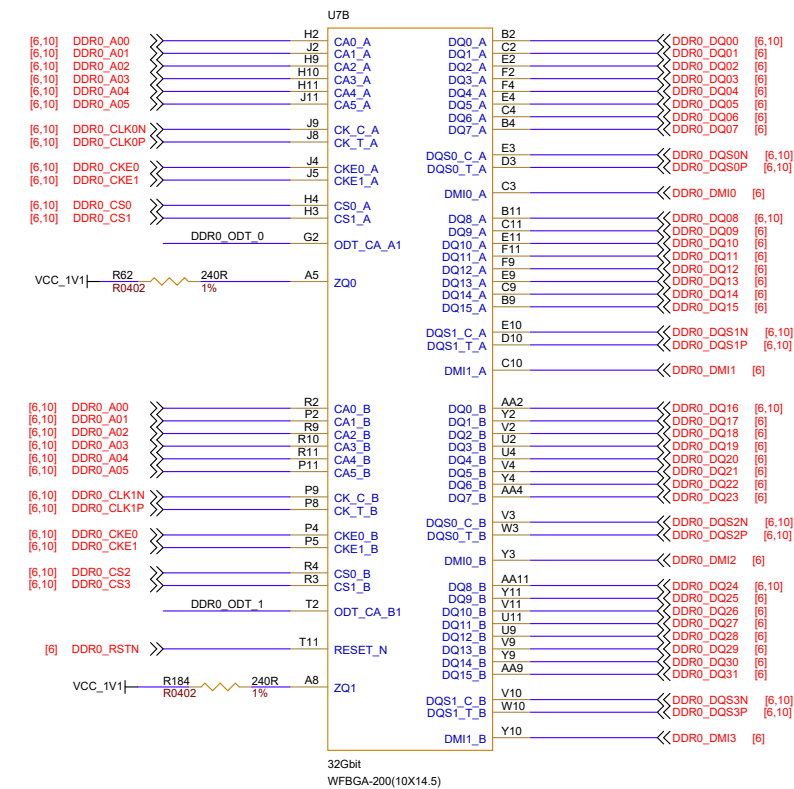 U7B
[6,10] DDR0_A00 H2 CA0_A DQ0_A B2 DDR0_DQ00 [6,10]
[6,10] DDR0_A01 J2 CA1_A DQ1_A C2 DDR0_DQ01 [6]
[6,10] DDR0_A02 H9 CA2_A DQ2_A E2 DDR0_DQ02 [6]
[6,10] DDR0_A03 H10 CA3_A DQ3_A F2 DDR0_DQ03 [6]
[6,10] DDR0_A04 H11 CA4_A DQ4_A F4 DDR0_DQ04 [6]
[6,10] DDR0_A05 J11 CA5_A DQ5_A E4 DDR0_DQ05 [6]
DQ6_A C4 DDR0_DQ06 [6]
[6,10] DDR0_CLK0N J9 CK_C_A DQ7_A B4 DDR0_DQ07 [6]
[6,10] DDR0_CLK0P J8 CK_T_A
DQS0_C_A E3 DDR0_DQS0N [6,10]
[6,10] DDR0_CKE0 J4 CKE0_A DQS0_T_A D3 DDR0_DQS0P [6,10]
[6,10] DDR0_CKE1 J5 CKE1_A
DMI0_A C3 DDR0_DMI0 [6]
[6,10] DDR0_CS0 H4 CS0_A
[6,10] DDR0_CS1 H3 CS1_A DQ8_A B11 DDR0_DQ08 [6,10]
DQ9_A C11 DDR0_DQ09 [6]
DDR0_ODT_0 G2 ODT_CA_A1 DQ10_A E11 DDR0_DQ10 [6]
DQ11_A F11 DDR0_DQ11 [6]
DQ12_A F9 DDR0_DQ12 [6]
VCC_1V1 R62 240R A5 ZQ0 DQ13_A E9 DDR0_DQ13 [6]
R0402 1% DQ14_A C9 DDR0_DQ14 [6]
DQ15_A B9 DDR0_DQ15 [6]
DQS1_C_A E10 DDR0_DQS1N [6,10]
DQS1_T_A D10 DDR0_DQS1P [6,10]
DMI1_A C10 DDR0_DMI1 [6]
[6,10] DDR0_A00 R2 CA0_B DQ0_B AA2 DDR0_DQ16 [6,10]
[6,10] DDR0_A01 P2 CA1_B DQ1_B Y2 DDR0_DQ17 [6]
[6,10] DDR0_A02 R9 CA2_B DQ2_B V2 DDR0_DQ18 [6]
[6,10] DDR0_A03 R10 CA3_B DQ3_B U2 DDR0_DQ19 [6]
[6,10] DDR0_A04 R11 CA4_B DQ4_B U4 DDR0_DQ20 [6]
[6,10] DDR0_A05 P11 CA5_B DQ5_B V4 DDR0_DQ21 [6]
DQ6_B Y4 DDR0_DQ22 [6]
[6,10] DDR0_CLK1N P9 CK_C_B DQ7_B AA4 DDR0_DQ23 [6]
[6,10] DDR0_CLK1P P8 CK_T_B
DQS0_C_B V3 DDR0_DQS2N [6,10]
[6,10] DDR0_CKE0 P4 CKE0_B DQS0_T_B W3 DDR0_DQS2P [6,10]
[6,10] DDR0_CKE1 P5 CKE1_B
DMI0_B Y3 DDR0_DMI2 [6]
[6,10] DDR0_CS2 R4 CS0_B
[6,10] DDR0_CS3 R3 CS1_B DQ8_B AA11 DDR0_DQ24 [6,10]
DQ9_B Y11 DDR0_DQ25 [6]
DDR0_ODT_1 T2 ODT_CA_B1 DQ10_B V11 DDR0_DQ26 [6]
DQ11_B U11 DDR0_DQ27 [6]
DQ12_B U9 DDR0_DQ28 [6]
[6] DDR0_RSTN T11 RESET_N DQ13_B V9 DDR0_DQ29 [6]
DQ14_B Y9 DDR0_DQ30 [6]
DQ15_B AA9 DDR0_DQ31 [6]
VCC_1V1 R184 240R A8 ZQ1
R0402 1% DQS1_C_B V10 DDR0_DQS3N [6,10]
DQS1_T_B W10 DDR0_DQS3P [6,10]
DMI1_B Y10 DDR0_DMI3 [6]
32Gbit
WFBGA-200(10X14.5)